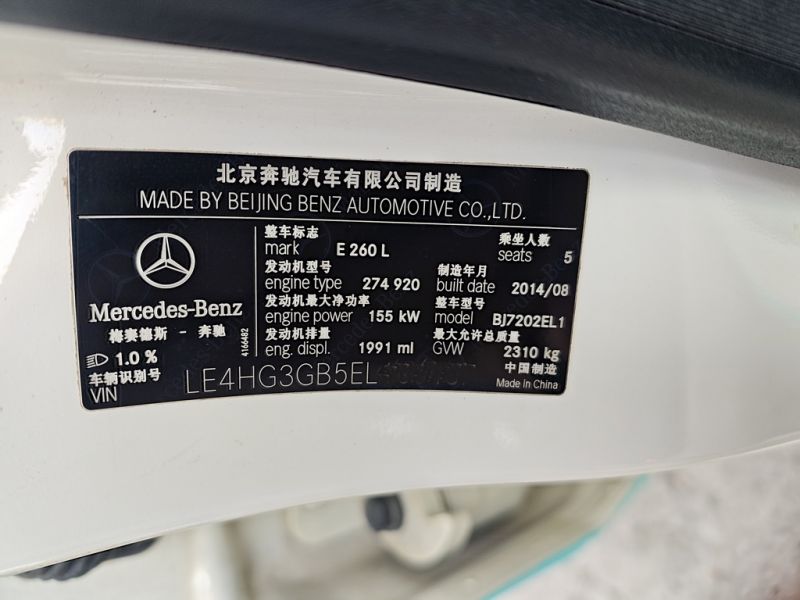 北京奔驰汽车有限公司制造
MADE BY BEIJING BENZ AUTOMOTIVE CO.,LTD.
整车标志
mark E 260 L
乘坐人数
seats 5
发动机型号
engine type 274 920
制造年月
built date 2014/08
发动机最大净功率
engine power 155 kW
整车型号
model BJ7202EL1
发动机排量
eng. displ. 1991 ml
最大允许总质量
GVW 2310 kg
Mercedes-Benz
梅赛德斯 - 奔驰
1.0 %
4166482
车辆识别号
VIN LE4HG3GB5EL
中国制造
Made in China